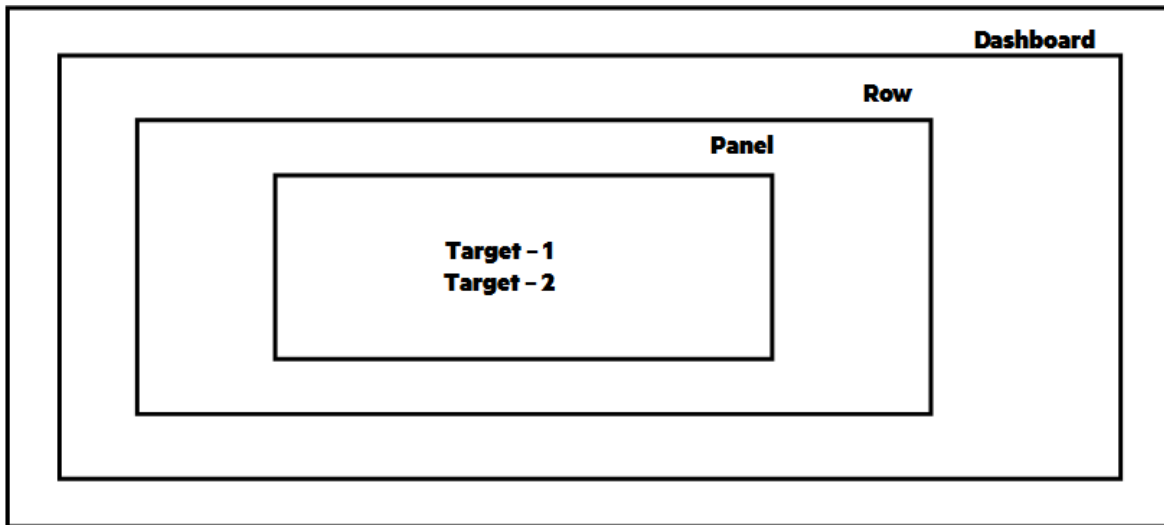 Dashboard
Row
Panel
Target – 1
Target – 2